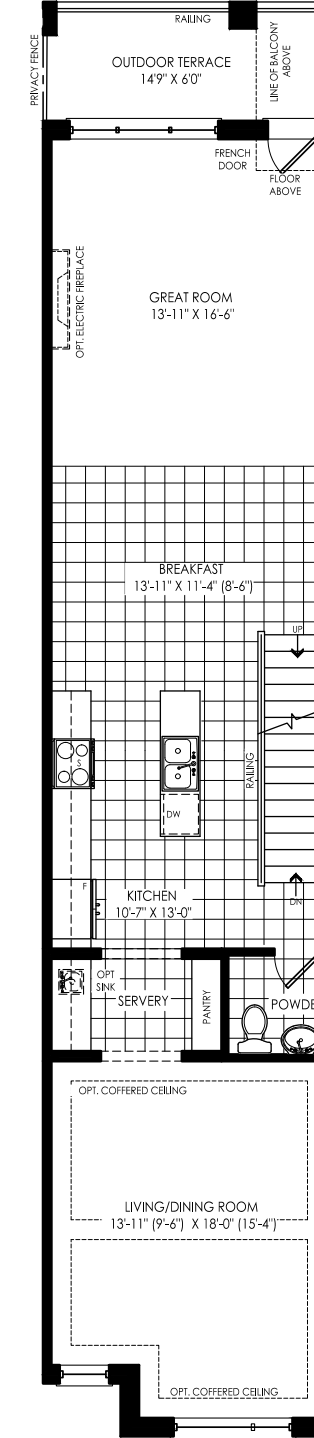 RAILING
PRIVACY FENCE
OUTDOOR TERRACE
14'9" X 6'0"
LINE OF BALCONY
ABOVE
FRENCH
DOOR
FLOOR
ABOVE
OPT. ELECTRIC FIREPLACE
GREAT ROOM
13'-11" X 16'-6"
BREAKFAST
13'-11" X 11'-4" (8'-6")
UP
S
RAILING
DW
F
KITCHEN
10'-7" X 13'-0"
DN
OPT
SINK
SERVERY
PANTRY
POWDE
OPT. COFFERED CEILING
LIVING/DINING ROOM
13'-11" (9'-6") X 18'-0" (15'-4")
OPT. COFFERED CEILING